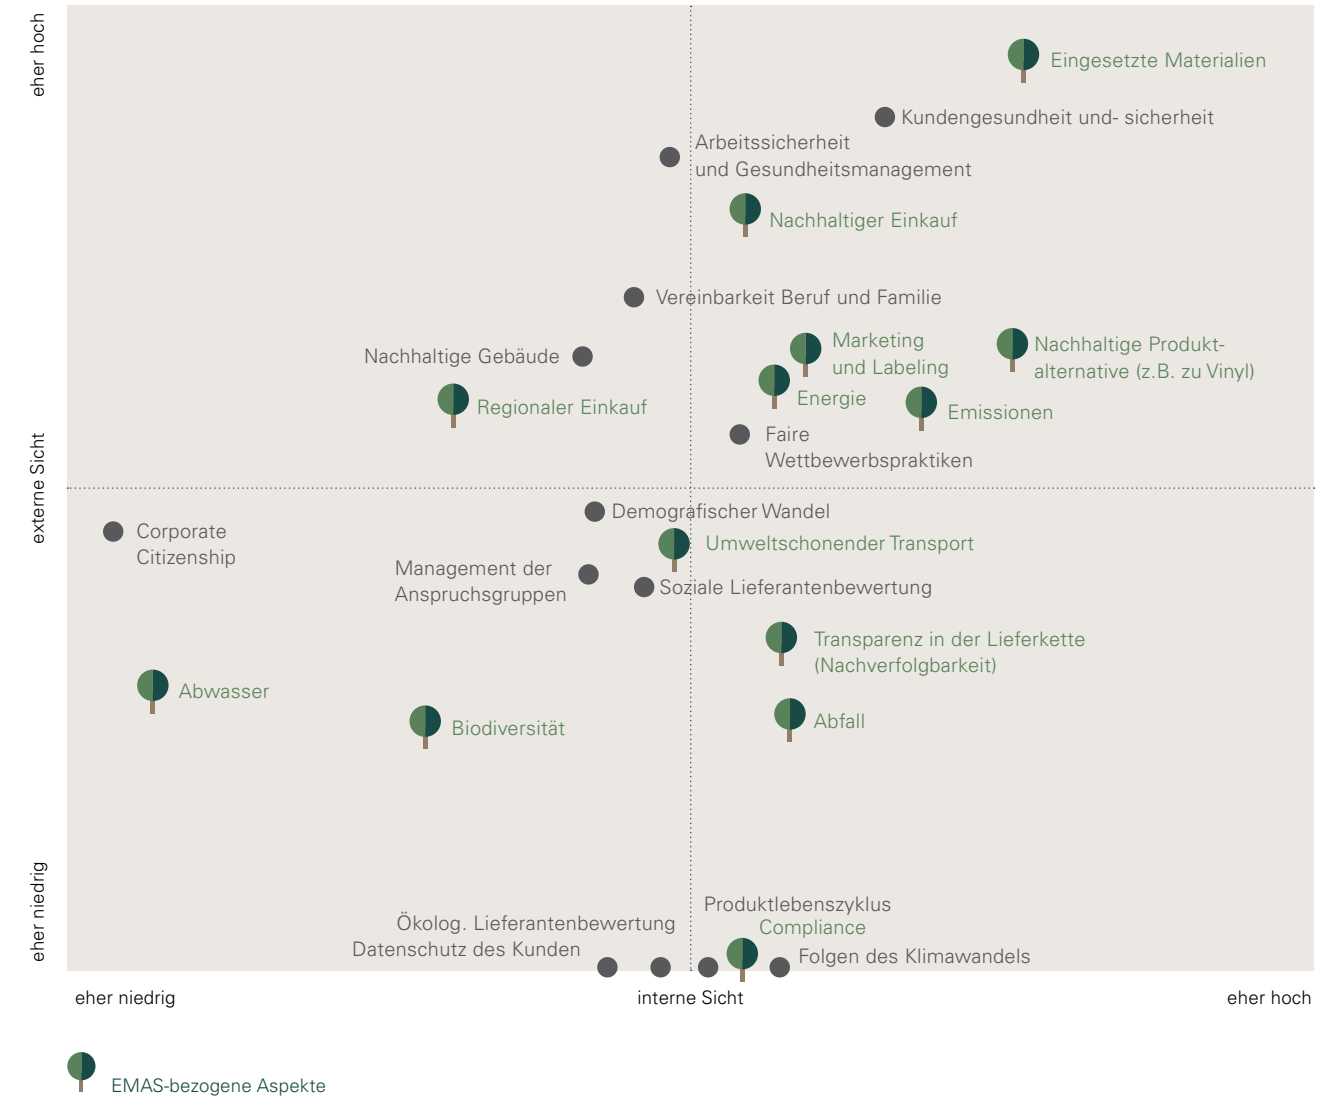 eher hoch
Eingesetzte Materialien
Kundengesundheit und- sicherheit
Arbeitssicherheit
und Gesundheitsmanagement
Nachhaltiger Einkauf
Vereinbarkeit Beruf und Familie
Marketing
und Labeling
Nachhaltige Produkt-
alternative (z.B. zu Vinyl)
Nachhaltige Gebäude
Energie
Regionaler Einkauf
Emissionen
Faire
Wettbewerbspraktiken
externe Sicht
Demografischer Wandel
Corporate
Citizenship
Umweltschonender Transport
Management der
Anspruchsgruppen
Soziale Lieferantenbewertung
Transparenz in der Lieferkette
(Nachverfolgbarkeit)
Abwasser
Abfall
Biodiversität
eher niedrig
Produktlebenszyklus
Ökolog. Lieferantenbewertung
Compliance
Datenschutz des Kunden
Folgen des Klimawandels
eher niedrig
interne Sicht
eher hoch
EMAS-bezogene Aspekte